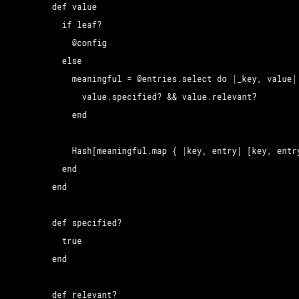 def value
if leaf?
@config
else
meaningful = @entries.select do |_key, value|
value.specified? && value.relevant?
end
Hash[meaningful.map { |key, entry| [key, entry
end
end
def specified?
true
end
def relevant?